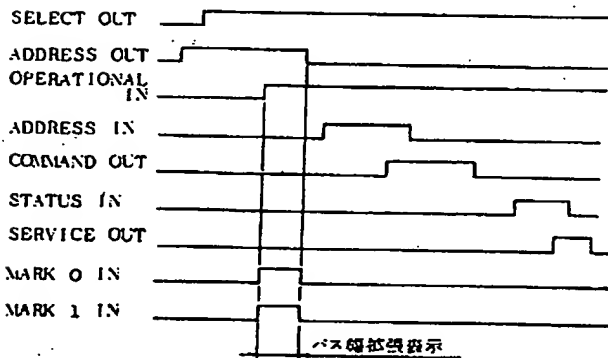 SELECT OUT
ADDRESS OUT
OPERATIONAL
IN
ADDRESS IN
COMMAND OUT
STATUS IN
SERVICE OUT
MARK 0 IN
MARK 1 IN
バス幅拡張表示